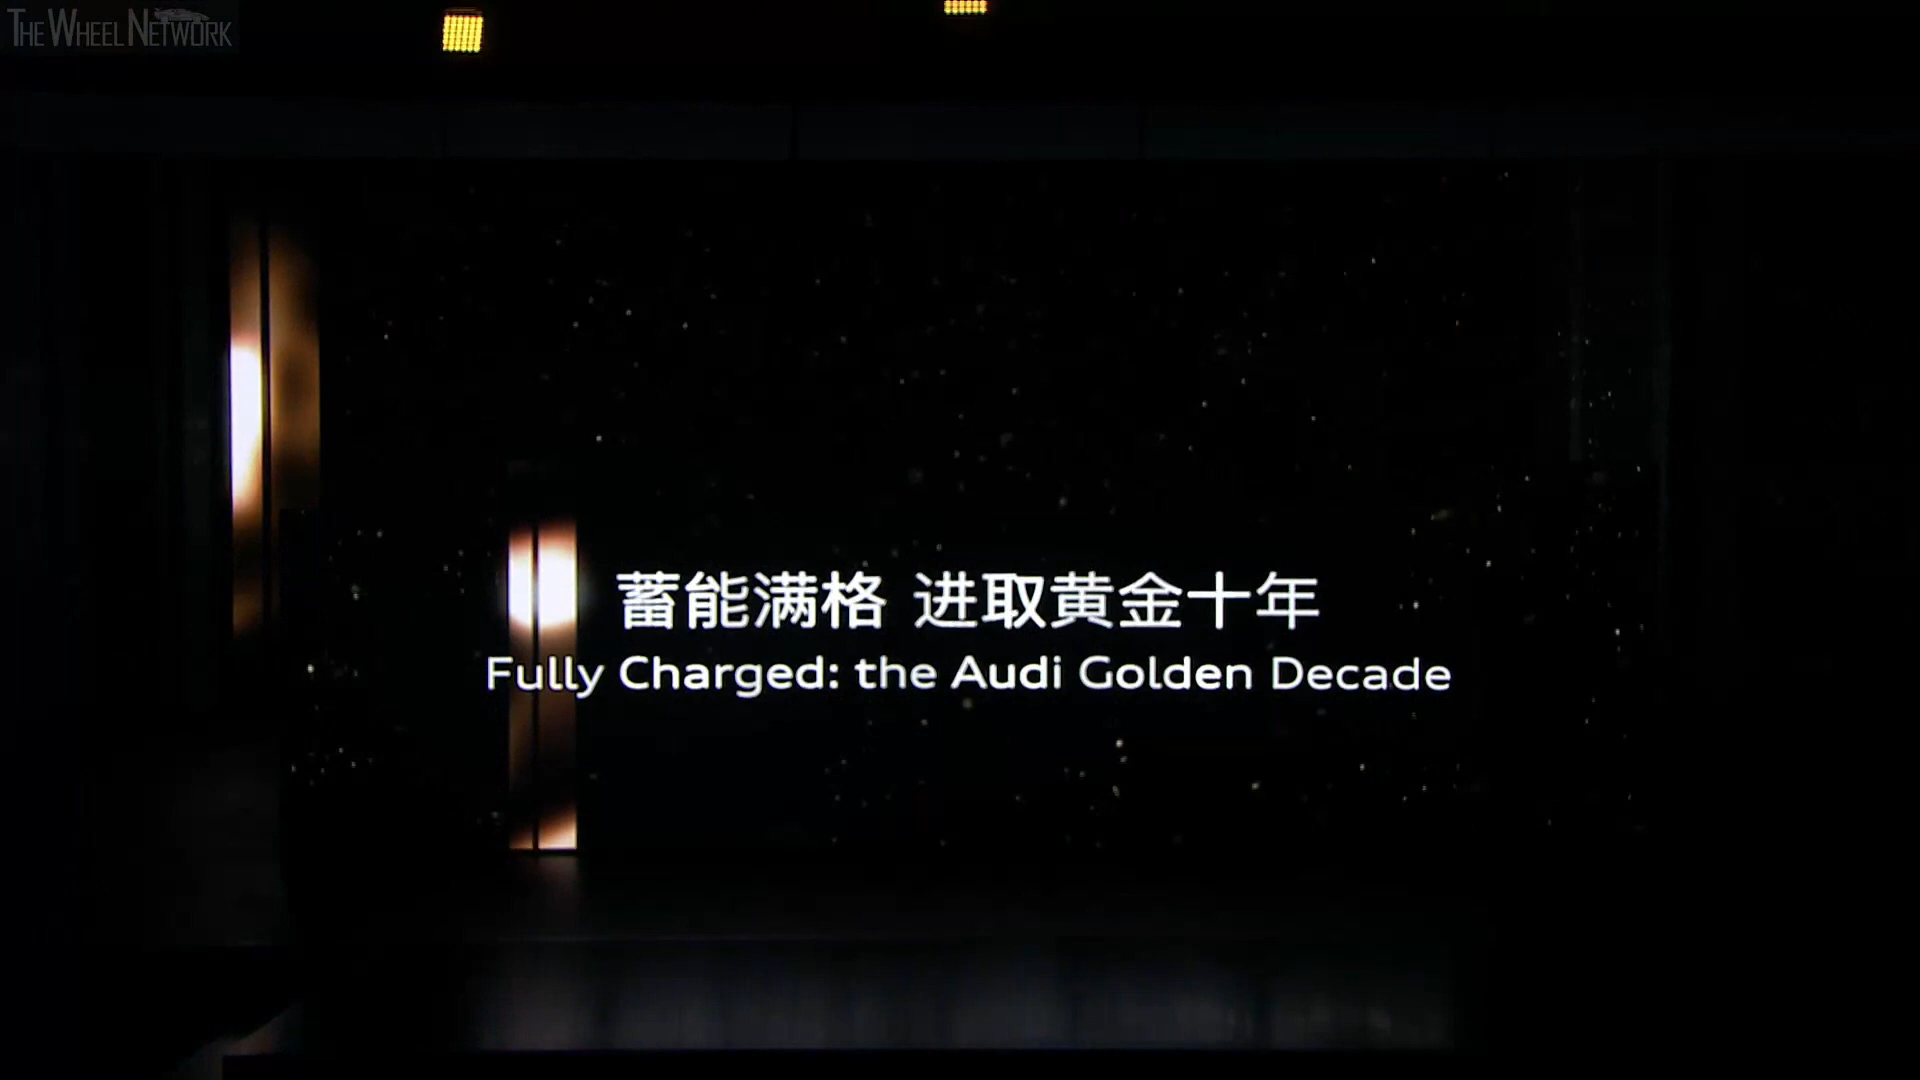 THE WHEEL NETWORK
蓄能满格 进取黄金十年
Fully Charged: the Audi Golden Decade